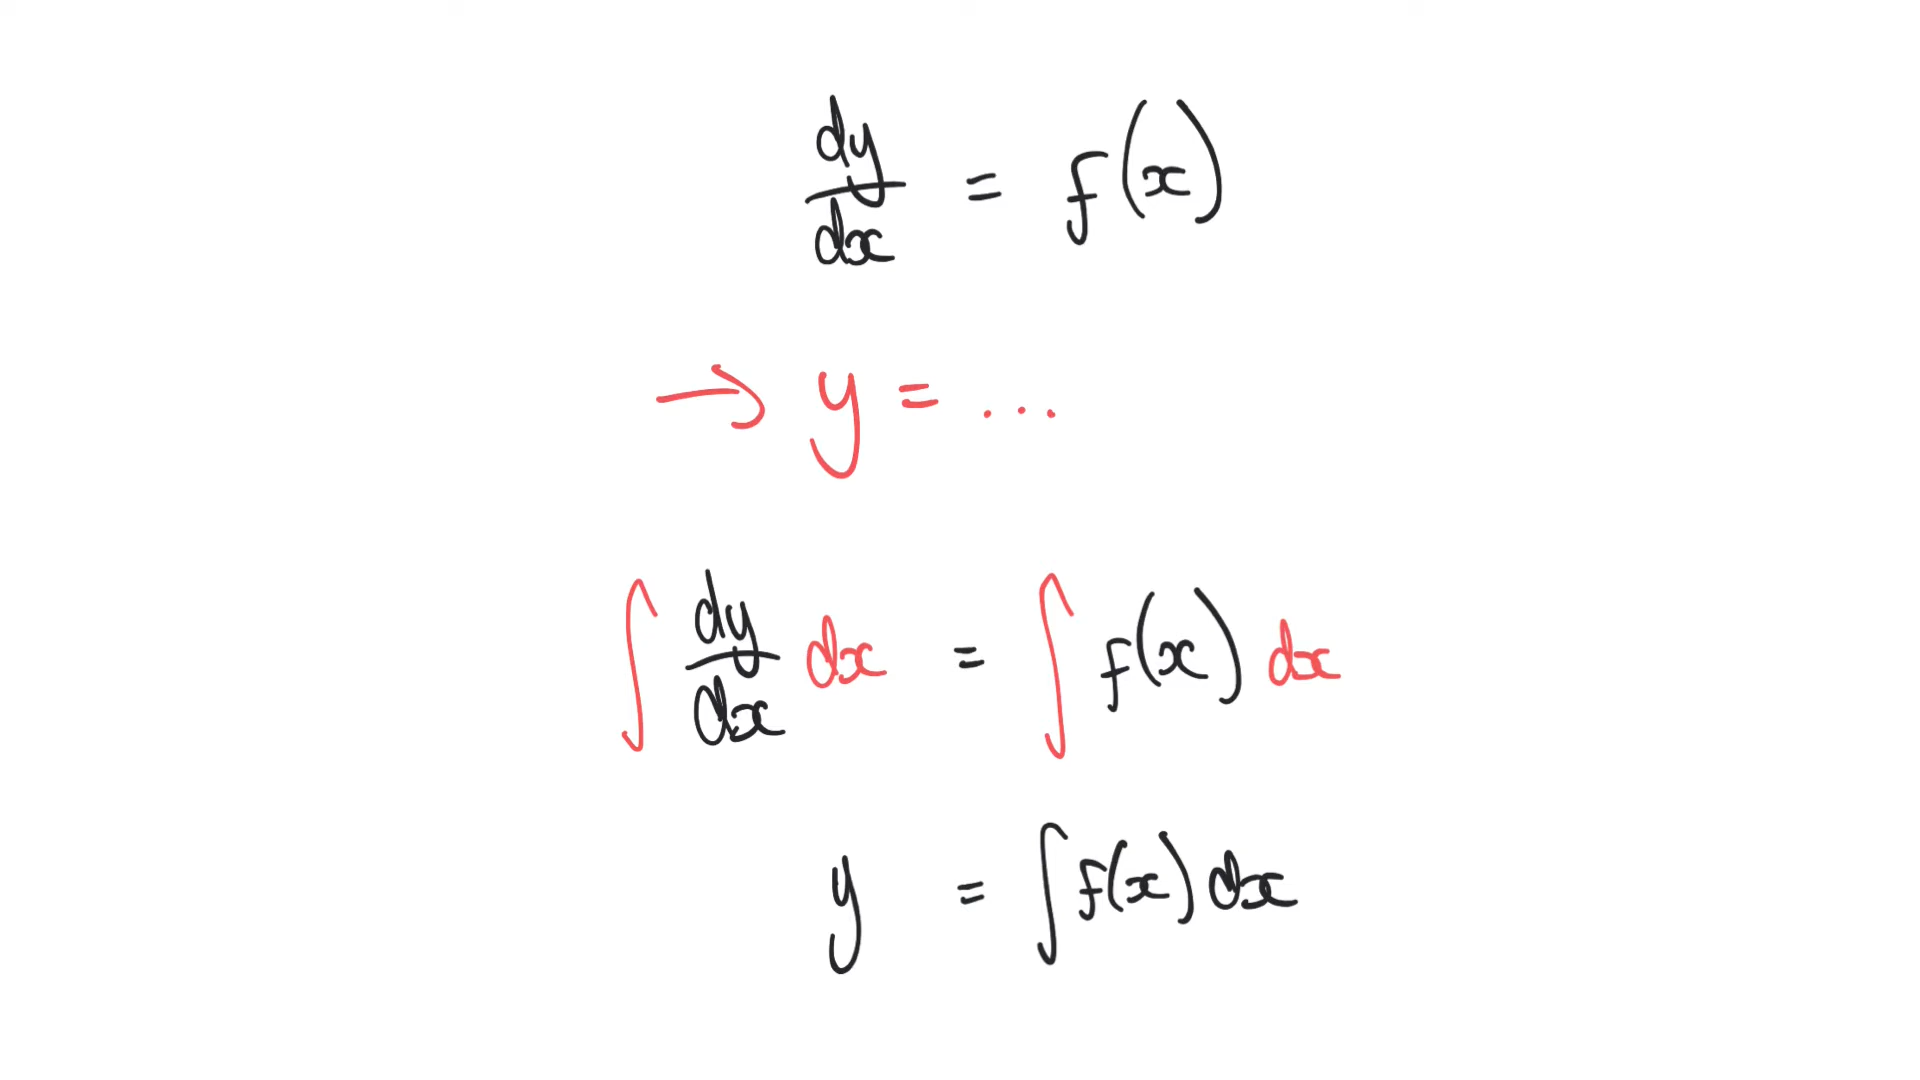 dy/dx = f(x)
→ y = ...
∫ dy/dx dx = ∫ f(x) dx
y = ∫ f(x) dx